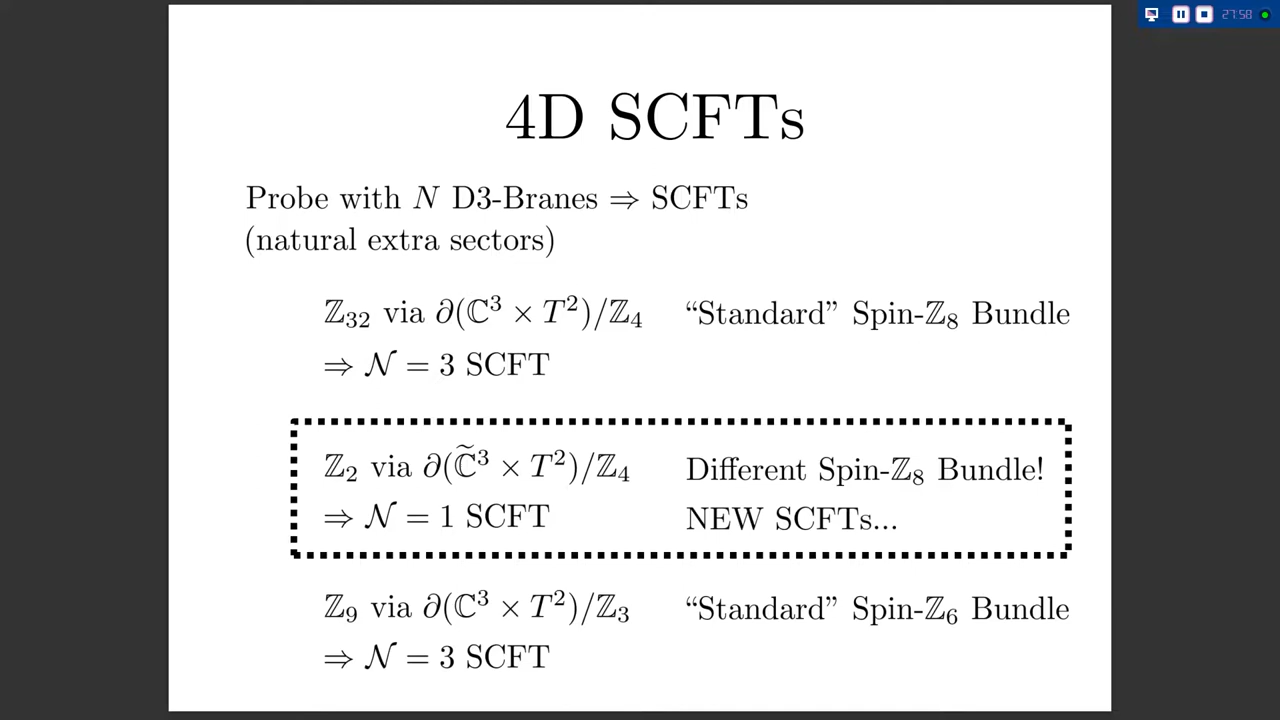 27:58
4D SCFTs
Probe with N D3-Branes ⇒ SCFTs
(natural extra sectors)
ℤ₃₂ via ∂(ℂ³ × T²)/ℤ₄ “Standard” Spin-ℤ₈ Bundle
⇒ 𝒩 = 3 SCFT
ℤ₂ via ∂(ℂ̃³ × T²)/ℤ₄ Different Spin-ℤ₈ Bundle!
⇒ 𝒩 = 1 SCFT NEW SCFTs...
ℤ₉ via ∂(ℂ³ × T²)/ℤ₃ “Standard” Spin-ℤ₆ Bundle
⇒ 𝒩 = 3 SCFT